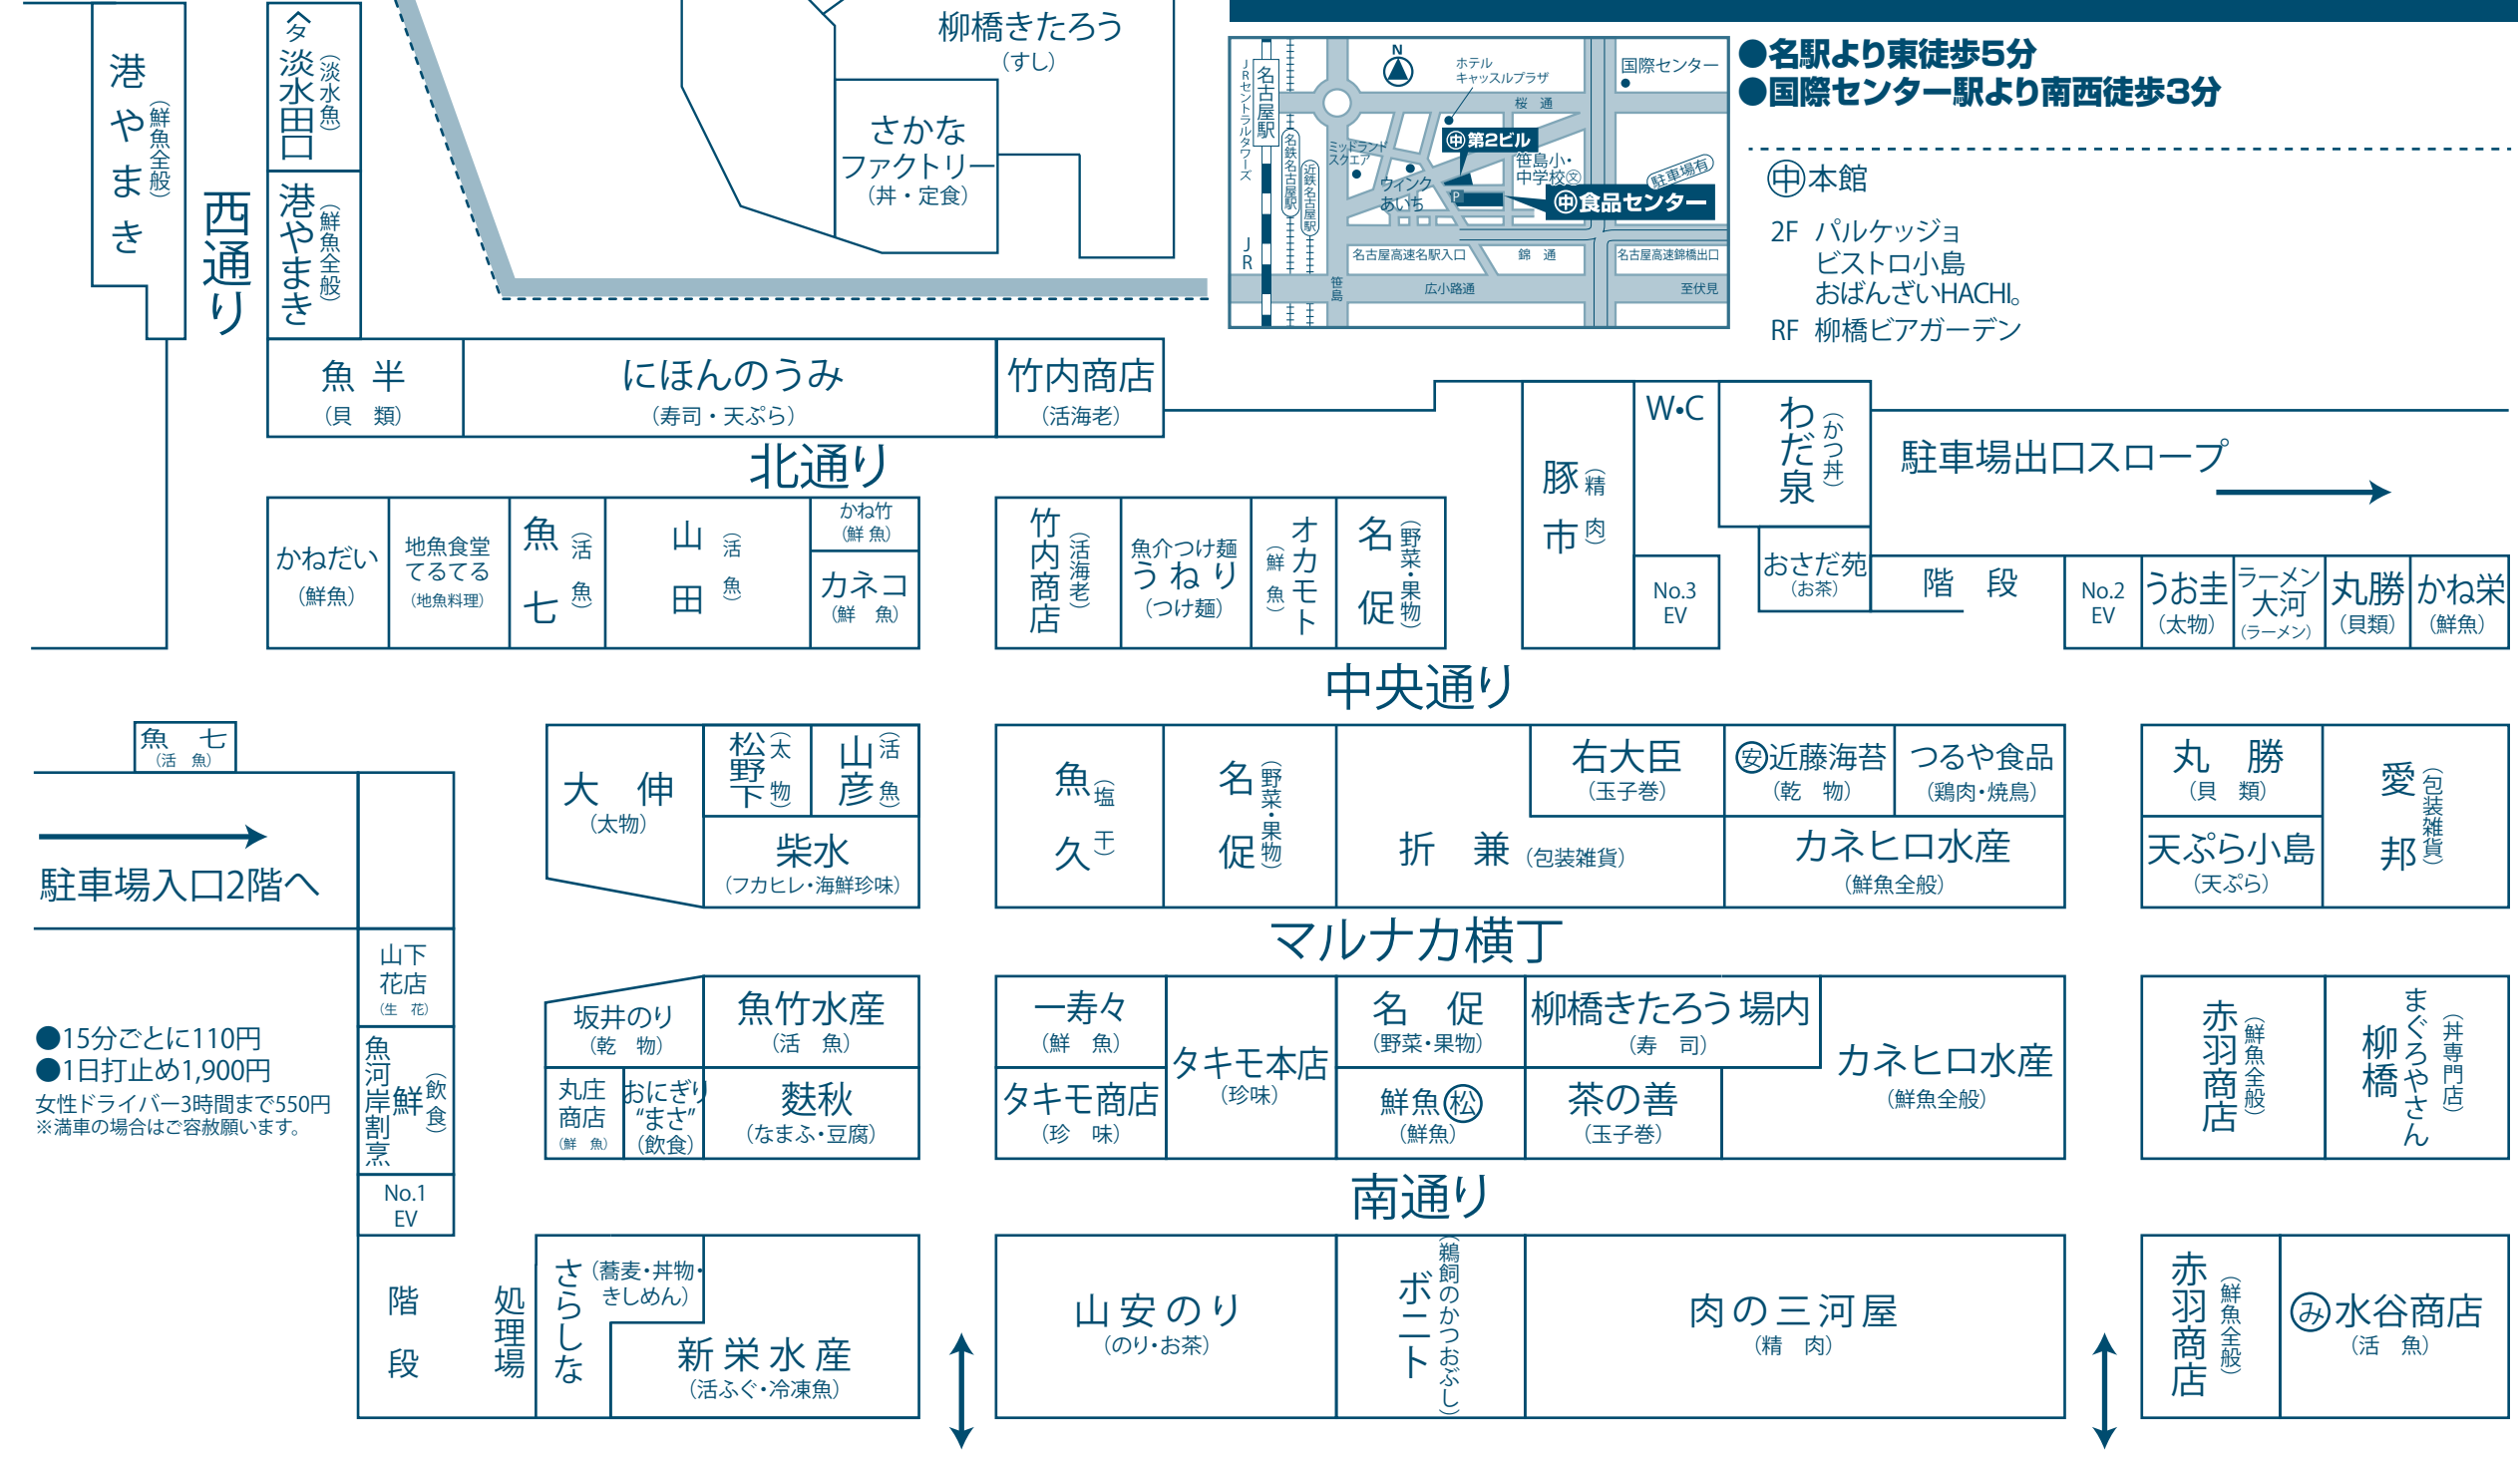 港やまき
（鮮魚全般）
西通り
淡水田口
（淡水魚）
港やまき
（鮮魚全般）
柳橋きたろう
（すし）
さかな
ファクトリー
（丼・定食）
JRセントラルタワーズ
名古屋駅
名鉄名古屋駅
近鉄名古屋駅
JR
N
ホテル
キャッスルプラザ
国際センター
桜 通
ミッドランド
スクエア
㊥第2ビル
笹島小・
中学校㊛
ウィンク
あいち
P
駐車場有
㊥食品センター
名古屋高速名駅入口
錦 通
名古屋高速錦橋出口
笹島
広小路通
至伏見
●名駅より東徒歩5分
●国際センター駅より南西徒歩3分
㊥本館
2F パルケッジョ
ビストロ小島
おばんざいHACHI。
RF 柳橋ビアガーデン
魚半
（貝 類）
にほんのうみ
（寿司・天ぷら）
竹内商店
（活海老）
北通り
かねだい
（鮮魚）
地魚食堂
てるてる
（地魚料理）
魚七
（活 魚）
山田
（活 魚）
かね竹
（鮮 魚）
カネコ
（鮮 魚）
竹内商店
（活海老）
魚介つけ麺
うねり
（つけ麺）
オカモト
（鮮 魚）
名促
（野菜・果物）
豚市
（精 肉）
W・C
No.3
EV
わだ泉
（かつ丼）
おさだ苑
（お茶）
駐車場出口スロープ
階 段
No.2
EV
うお圭
（太物）
ラーメン
大河
（ラーメン）
丸勝
（貝類）
かね栄
（鮮魚）
中央通り
魚 七
（活 魚）
駐車場入口2階へ
大 伸
（太物）
松野下
（太 物）
山彦
（活 魚）
柴水
（フカヒレ・海鮮珍味）
魚久
（塩 干）
名促
（野菜・果物）
折 兼（包装雑貨）
右大臣
（玉子巻）
安近藤海苔
（乾 物）
つるや食品
（鶏肉・焼鳥）
カネヒロ水産
（鮮魚全般）
丸 勝
（貝 類）
天ぷら小島
（天ぷら）
愛邦
（包装雑貨）
マルナカ横丁
●15分ごとに110円
●1日打止め1,900円
女性ドライバー3時間まで550円
※満車の場合はご容赦願います。
山下
花店
（生 花）
魚河岸割烹
鮮
（飲食）
No.1
EV
坂井のり
（乾 物）
魚竹水産
（活 魚）
丸庄
商店
（鮮 魚）
おにぎり
“まさ”
（飲食）
麩秋
（なまふ・豆腐）
一寿々
（鮮 魚）
タキモ商店
（珍 味）
タキモ本店
（珍味）
名 促
（野菜・果物）
鮮魚松
（鮮魚）
柳橋きたろう 場内
（寿 司）
茶の善
（玉子巻）
カネヒロ水産
（鮮魚全般）
赤羽商店
（鮮魚全般）
柳橋
まぐろやさん
（丼専門店）
南通り
階段
処理場
さらしな
（蕎麦・丼物・
きしめん）
新栄水産
（活ふぐ・冷凍魚）
山安のり
（のり・お茶）
ボニト
（鵜飼のかつおぶし）
肉の三河屋
（精 肉）
赤羽商店
（鮮魚全般）
み水谷商店
（活 魚）